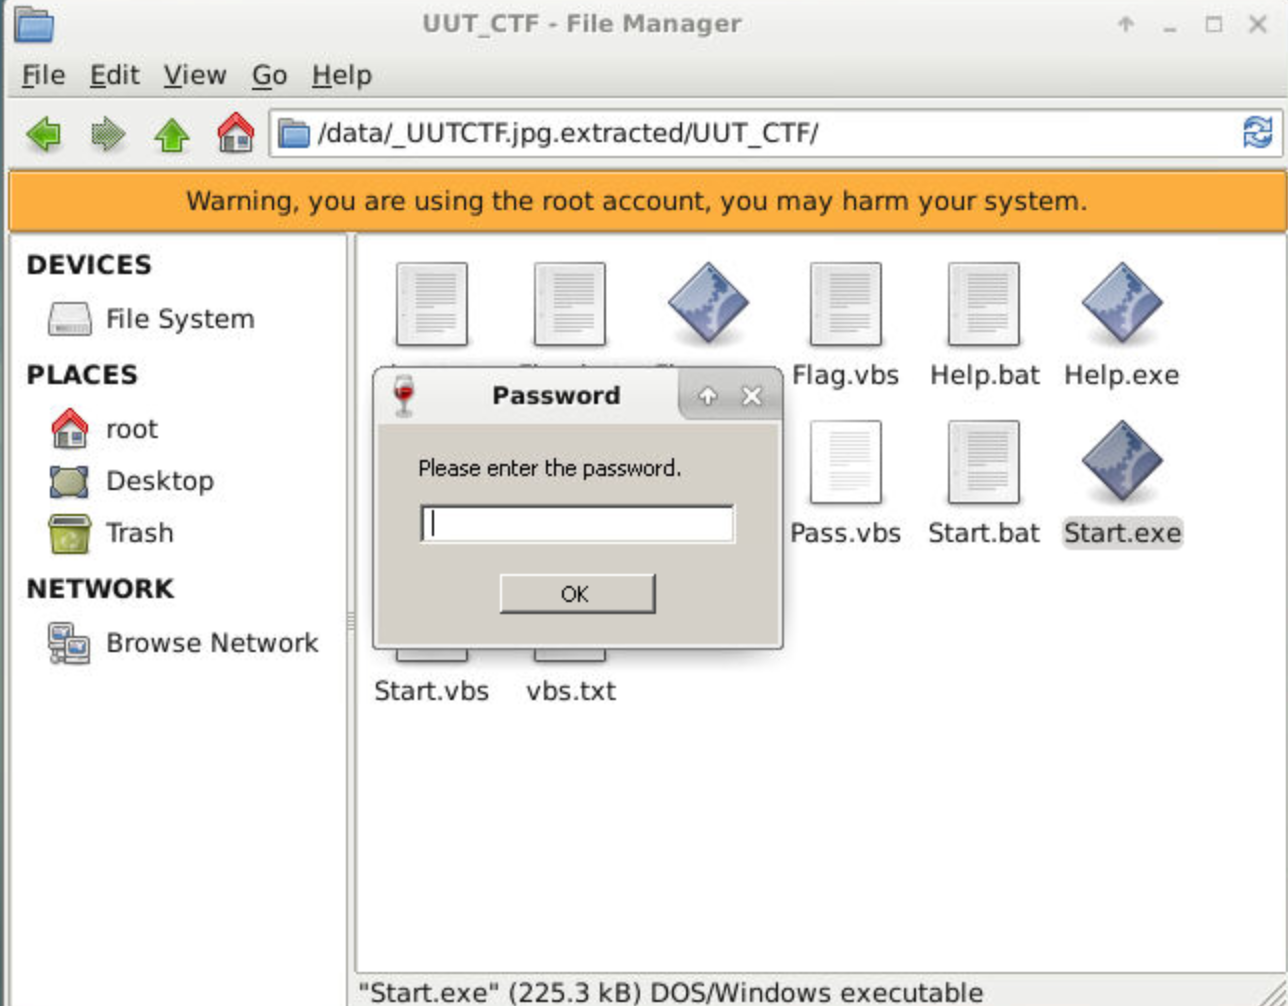 UUT_CTF - File Manager
File Edit View Go Help
/data/_UUTCTF.jpg.extracted/UUT_CTF/
Warning, you are using the root account, you may harm your system.
DEVICES
File System
PLACES
root
Desktop
Trash
NETWORK
Browse Network
Flag.vbs Help.bat Help.exe
Password
Please enter the password.
OK
Pass.vbs Start.bat Start.exe
Start.vbs vbs.txt
"Start.exe" (225.3 kB) DOS/Windows executable